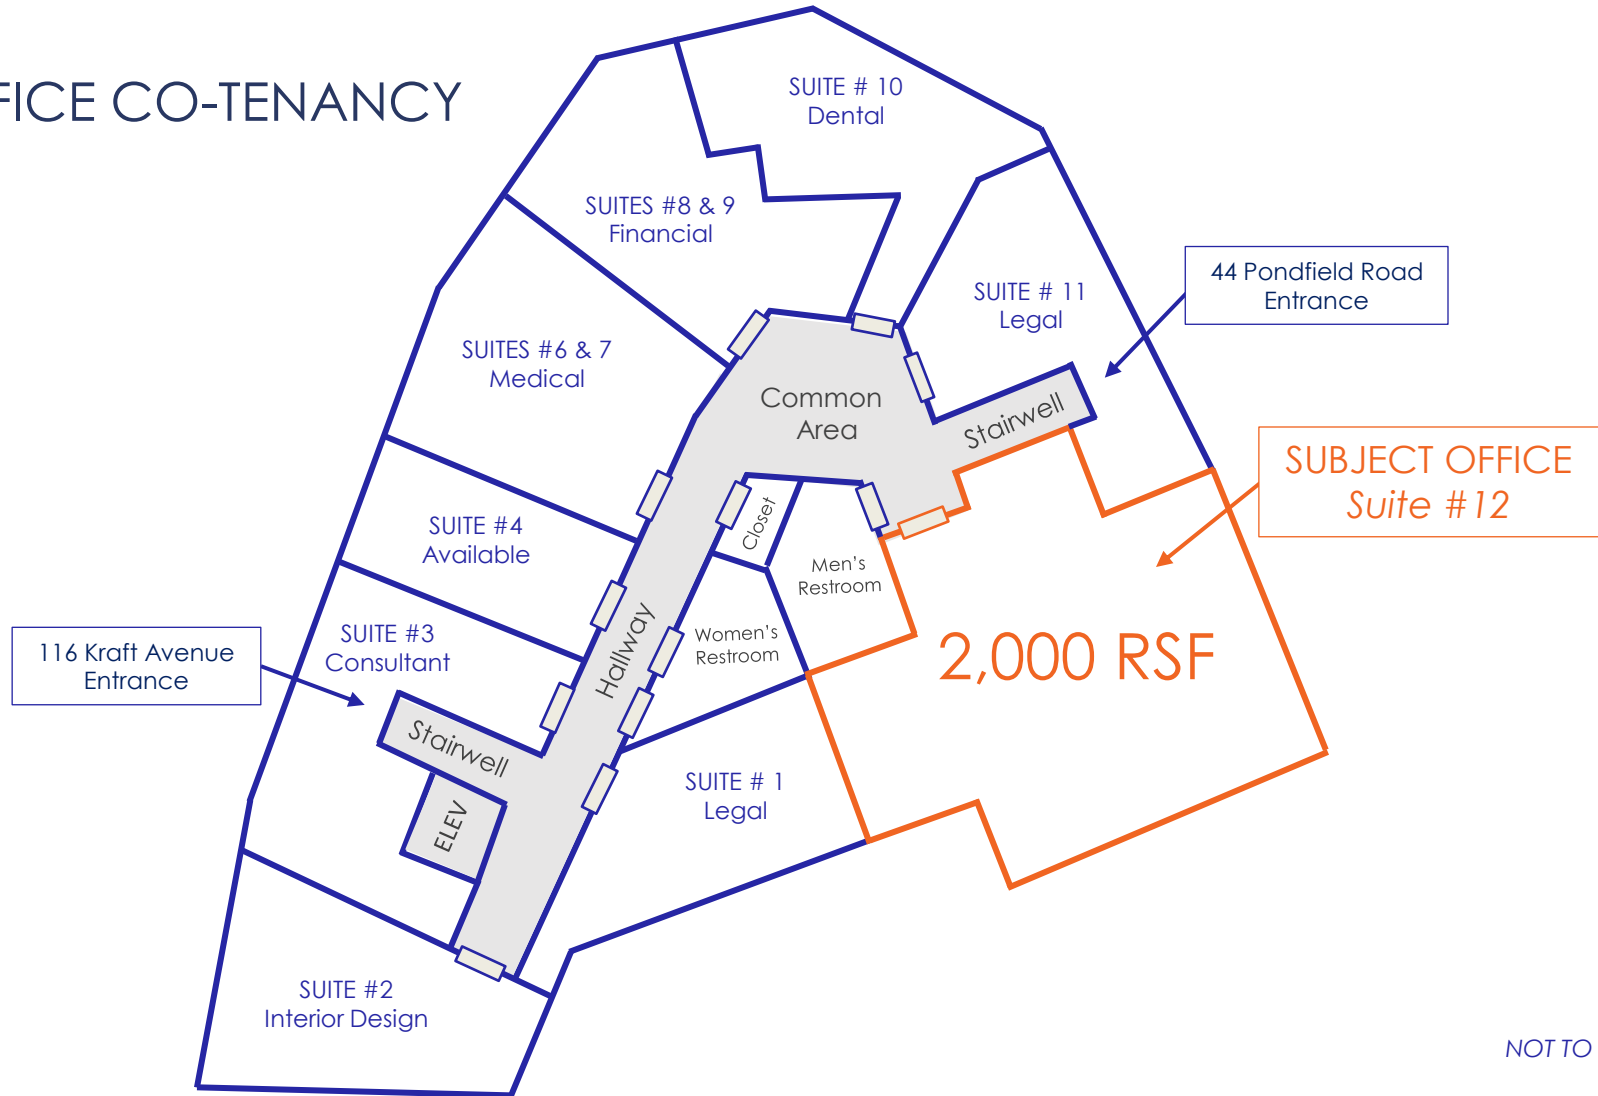 FICE CO-TENANCY
SUITE # 10
Dental
SUITES #8 & 9
Financial
44 Pondfield Road
Entrance
SUITE # 11
Legal
SUITES #6 & 7
Medical
Common
Area
Stairwell
SUBJECT OFFICE
Suite #12
SUITE #4
Available
Closet
Men's
Restroom
116 Kraft Avenue
Entrance
SUITE #3
Consultant
Hallway
Women's
Restroom
2,000 RSF
Stairwell
ELEV
SUITE # 1
Legal
SUITE #2
Interior Design
NOT TO